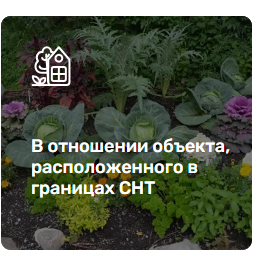 В отношении объекта,
расположенного в
границах СНТ